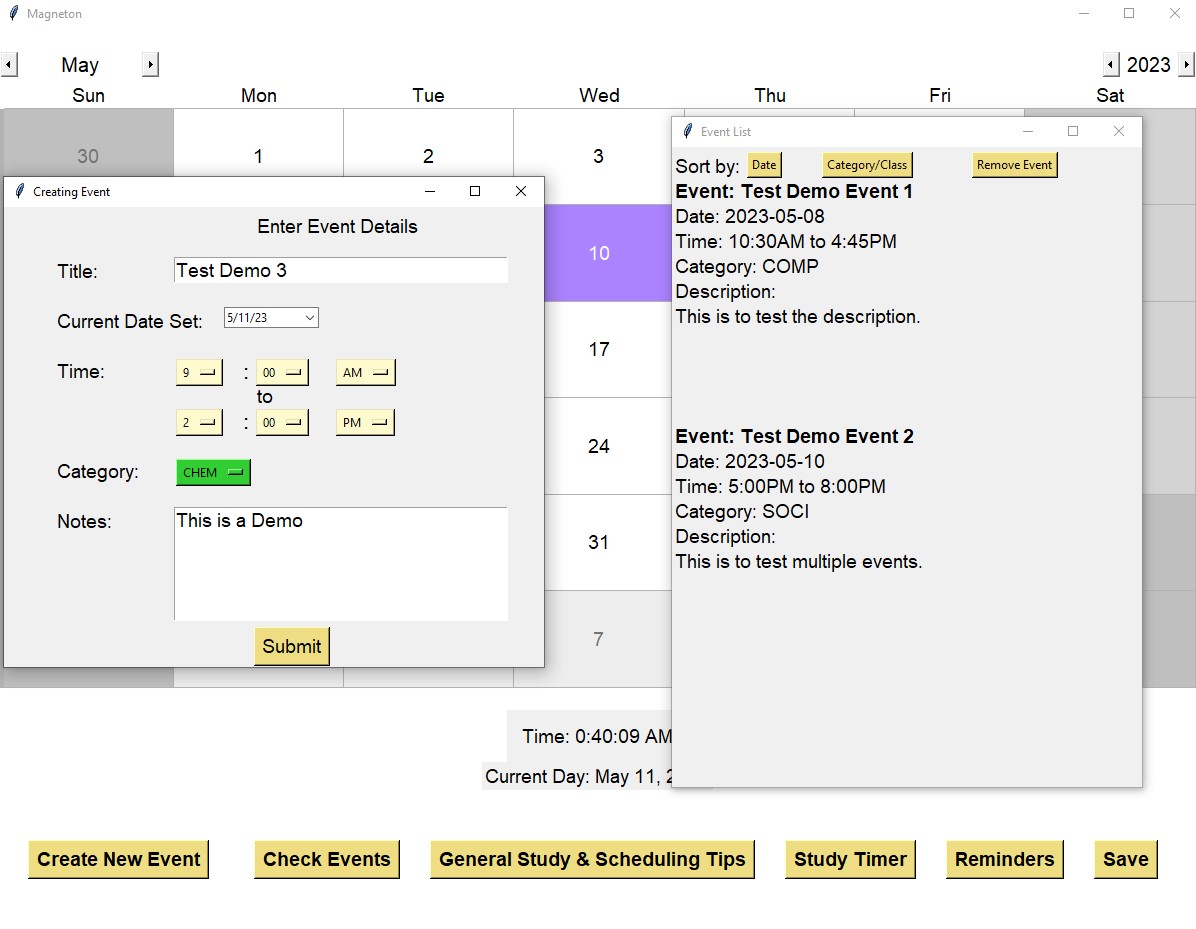 Magneton
May
2023
Sun Mon Tue Wed Thu Fri Sat
30 1 2 3
10
17
24
31
7
Creating Event
Enter Event Details
Title: Test Demo 3
Current Date Set: 5/11/23
Time: 9 : 00 AM
to
2 : 00 PM
Category: CHEM
Notes: This is a Demo
Submit
Event List
Sort by: Date Category/Class Remove Event
Event: Test Demo Event 1
Date: 2023-05-08
Time: 10:30AM to 4:45PM
Category: COMP
Description:
This is to test the description.
Event: Test Demo Event 2
Date: 2023-05-10
Time: 5:00PM to 8:00PM
Category: SOCI
Description:
This is to test multiple events.
Time: 0:40:09 AM
Current Day: May 11,
Create New Event Check Events General Study & Scheduling Tips Study Timer Reminders Save